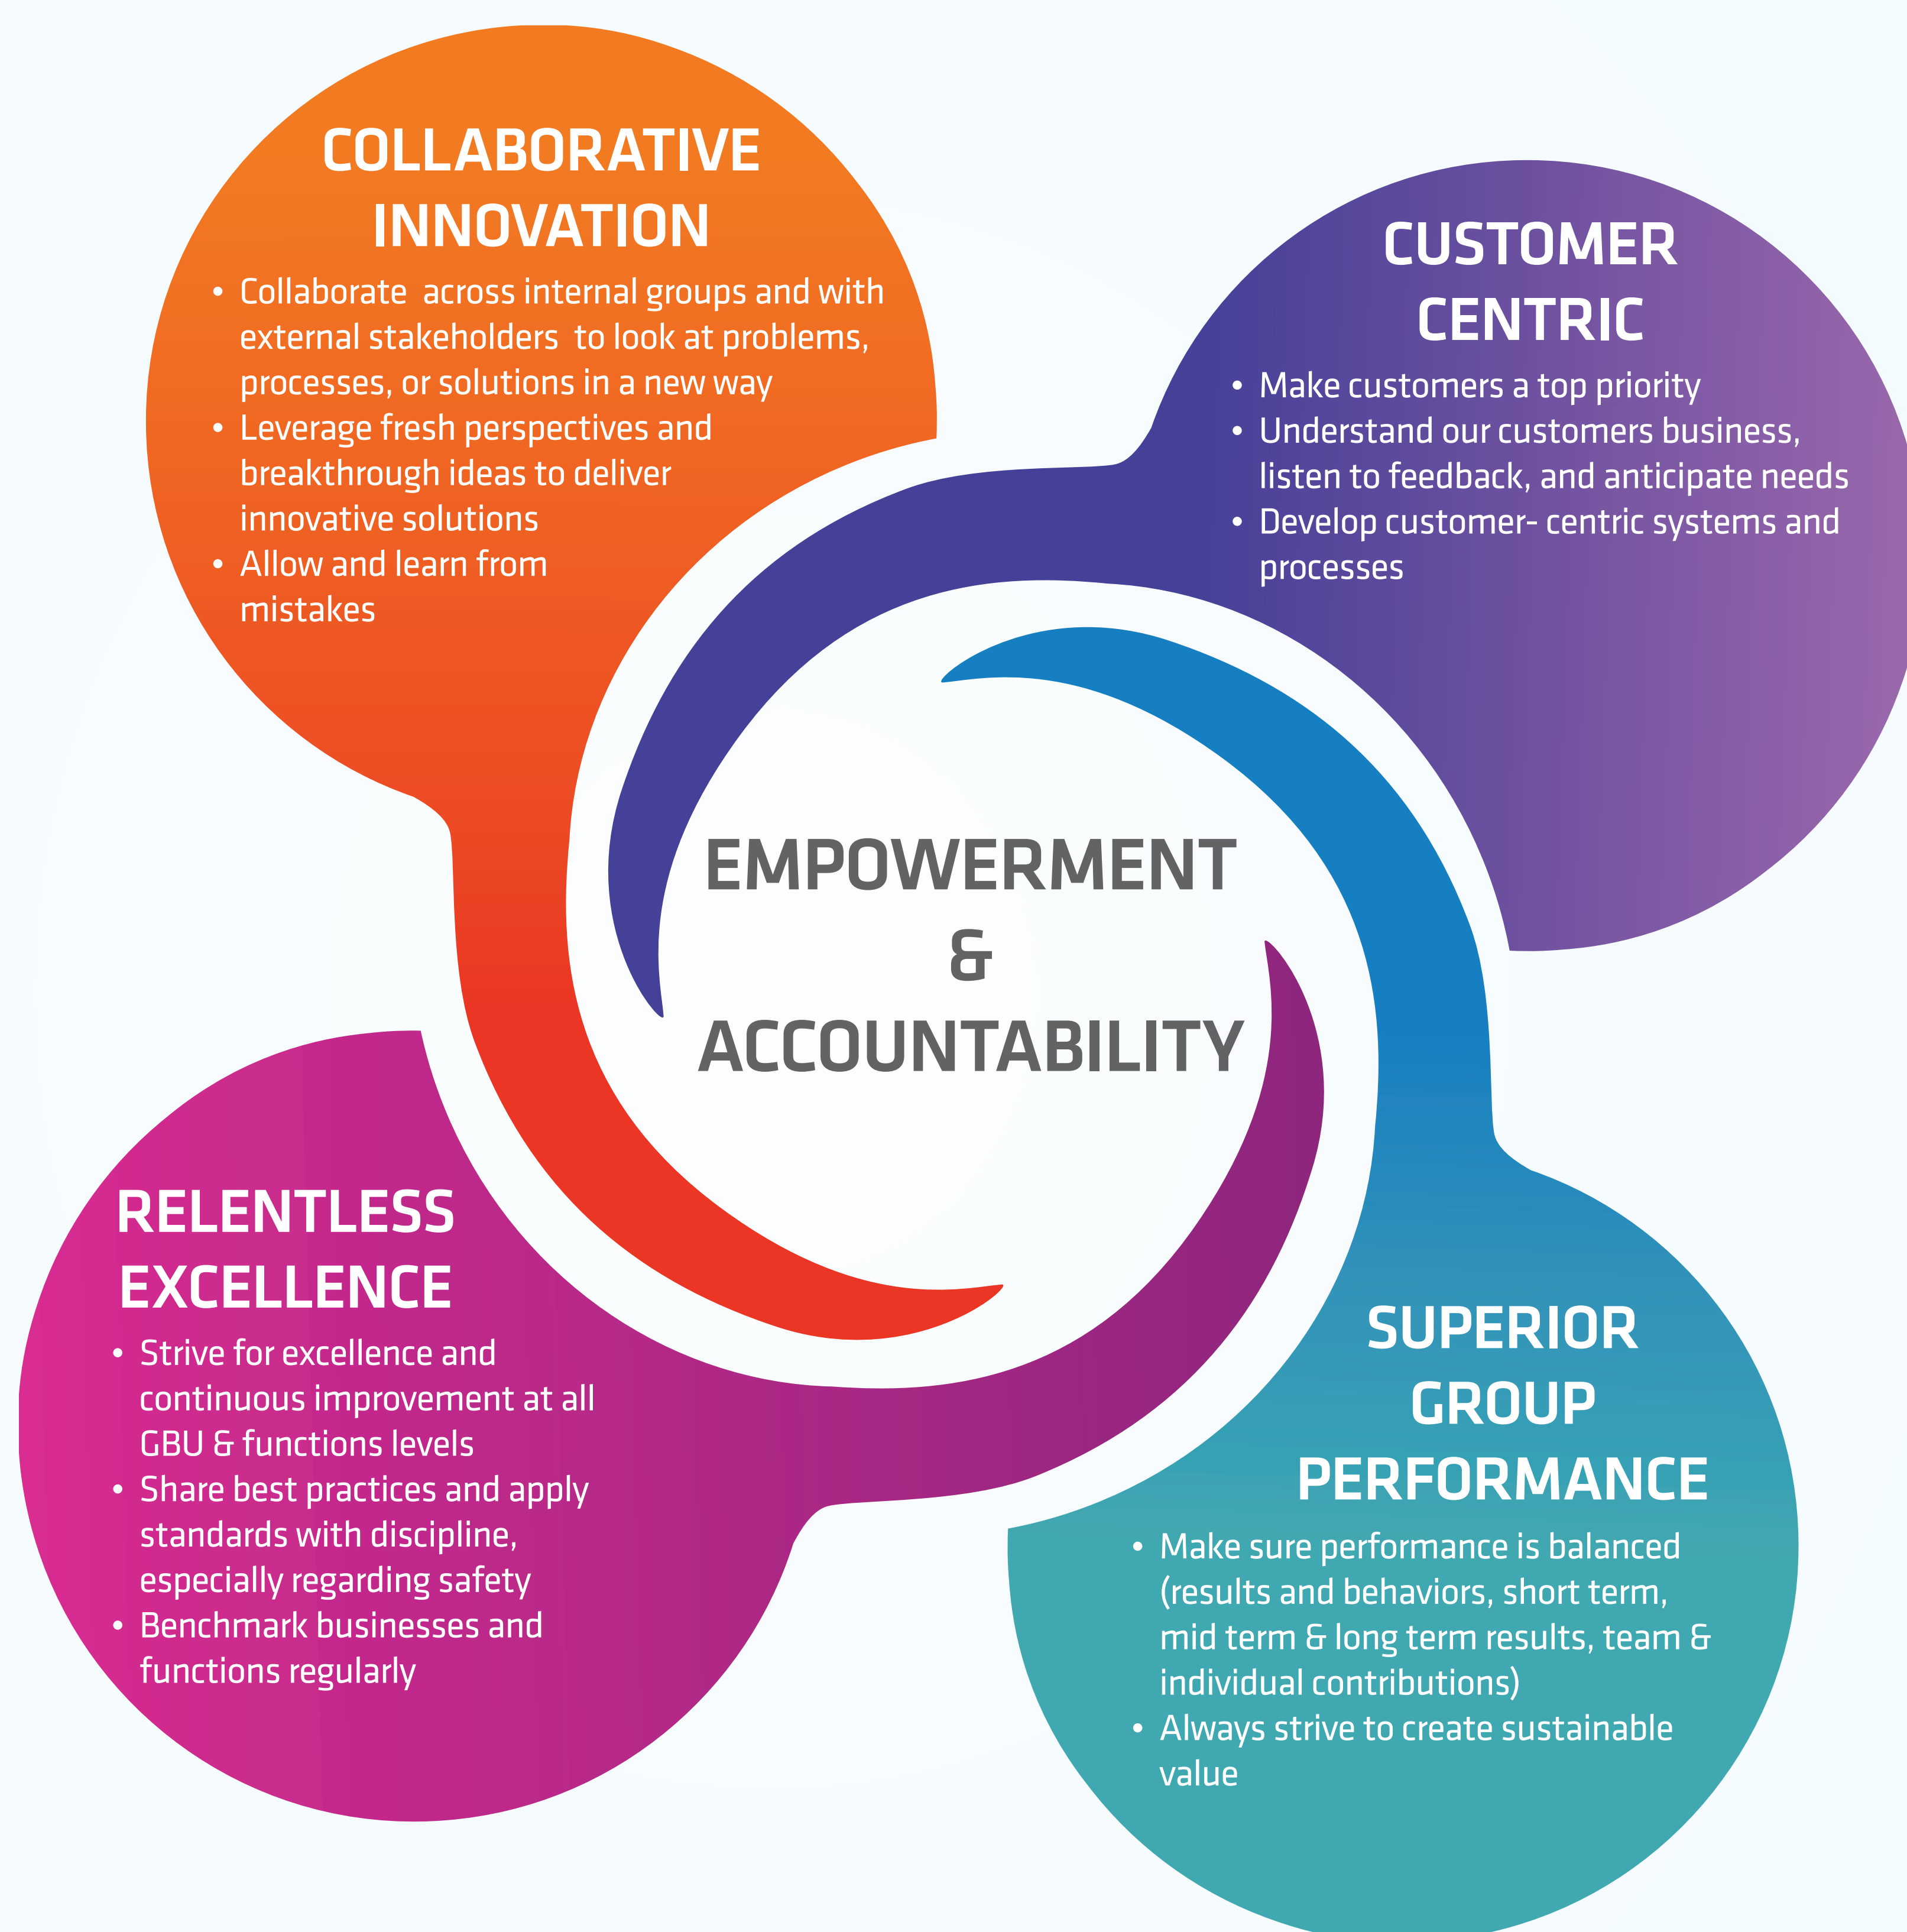 COLLABORATIVE
INNOVATION
• Collaborate  across internal groups and with
external stakeholders  to look at problems,
processes, or solutions in a new way
• Leverage fresh perspectives and
breakthrough ideas to deliver
innovative solutions
• Allow and learn from
mistakes
CUSTOMER
CENTRIC
• Make customers a top priority
• Understand our customers business,
listen to feedback, and anticipate needs
• Develop customer- centric systems and
processes
EMPOWERMENT
&
ACCOUNTABILITY
RELENTLESS
EXCELLENCE
• Strive for excellence and
continuous improvement at all
GBU & functions levels
• Share best practices and apply
standards with discipline,
especially regarding safety
• Benchmark businesses and
functions regularly
SUPERIOR
GROUP
PERFORMANCE
• Make sure performance is balanced
(results and behaviors, short term,
mid term & long term results, team &
individual contributions)
• Always strive to create sustainable
value